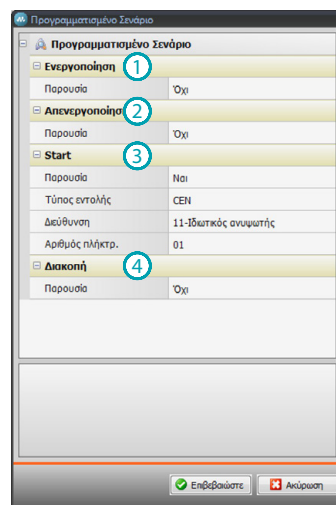 Προγραμματισμένο Σενάριο
Προγραμματισμένο Σενάριο
Ενεργοποίηση 1
Παρουσία Όχι
Απενεργοποίηση 2
Παρουσία Όχι
Start 3
Παρουσία Ναι
Τύπος εντολής CEN
Διεύθυνση 11-Ιδιωτικός ανυψωτής
Αριθμός πλήκτρ. 01
Διακοπή 4
Παρουσία Όχι
Επιβεβαιώστε Ακύρωση